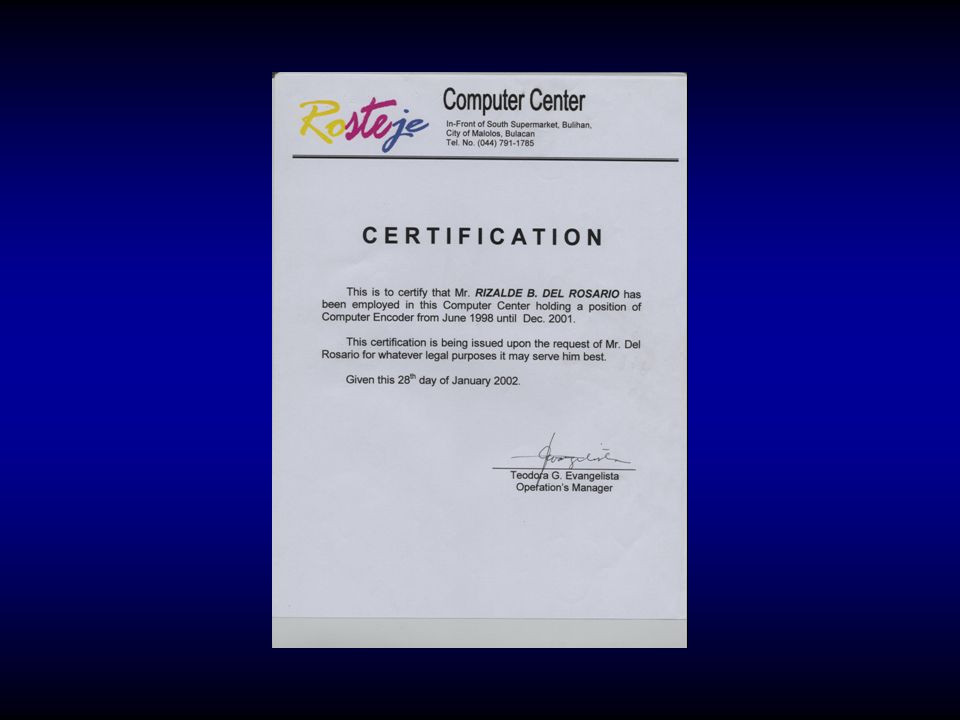 Rosteje
Computer Center
In-Front of South Supermarket, Bulihan,
City of Malolos, Bulacan
Tel. No. (044) 791-1785
CERTIFICATION
This is to certify that Mr. RIZALDE B. DEL ROSARIO has
been employed in this Computer Center holding a position of
Computer Encoder from June 1998 until Dec. 2001.
This certification is being issued upon the request of Mr. Del
Rosario for whatever legal purposes it may serve him best.
Given this 28th day of January 2002.
Teodora G. Evangelista
Operation's Manager